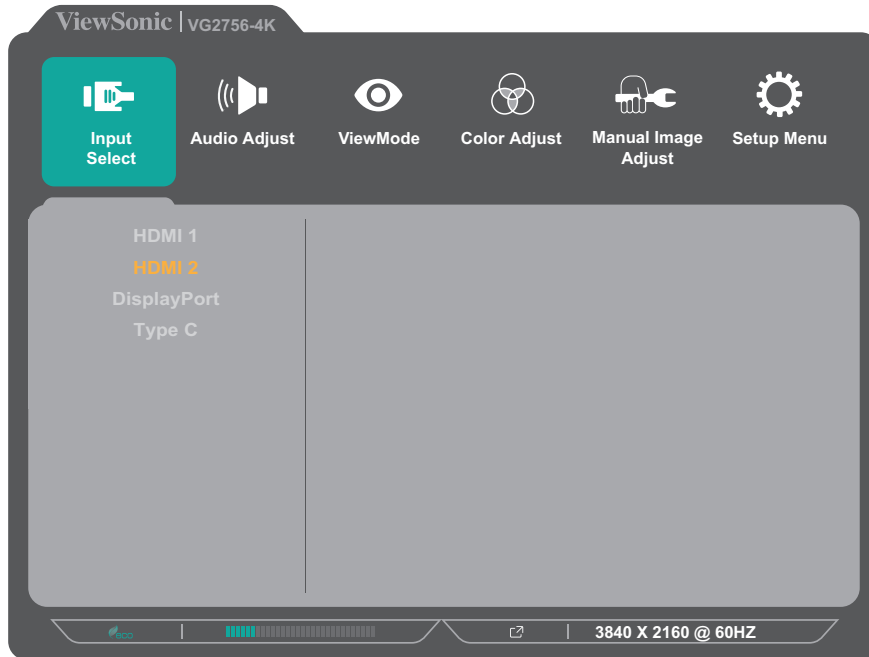 ViewSonic VG2756-4K
Input
Select
Audio Adjust
ViewMode
Color Adjust
Manual Image
Adjust
Setup Menu
HDMI 1
HDMI 2
DisplayPort
Type C
eco
3840 X 2160 @ 60HZ